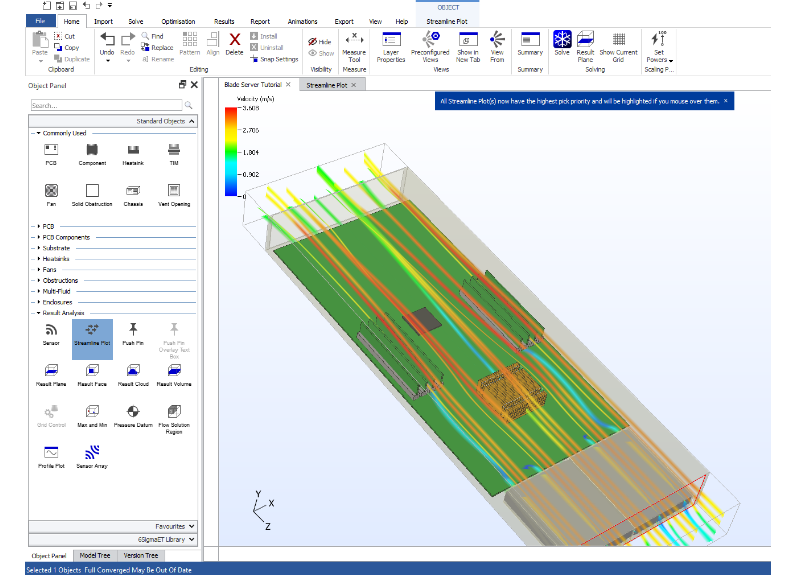 OBJECT
File Home Import Solve Optimisation Results Report Animations Export View Help Streamline Plot
Paste Cut Copy Duplicate Undo Redo Find Replace Rename Pattern Align Delete Install Uninstall Snap Settings Hide Show Measure Tool Layer Properties Preconfigured Views Show in New Tab View From Summary Solve Result Plane Show Current Grid Set Powers
Clipboard Editing Visibility Measure Views Summary Solving Scaling P...
Object Panel
Blade Server Tutorial Streamline Plot
Search...
Standard Objects
Commonly Used
PCB Component Heatsink TIM
Fan Solid Obstruction Chassis Vent Opening
PCB
PCB Components
Substrate
Heatsinks
Fans
Obstructions
Multi-Fluid
Enclosures
Result Analysis
Sensor Streamline Plot Push Pin Push Pin Overlay Text Box
Result Plane Result Face Result Cloud Result Volume
Grid Control Max and Min Pressure Datum Flow Solution Region
Profile Plot Sensor Array
Favourites
6SigmaET Library
Object Panel Model Tree Version Tree
Velocity (m/s)
3.608
2.706
1.804
0.902
0
All Streamline Plot(s) now have the highest pick priority and will be highlighted if you mouse over them. ×
Y
X
Z
Selected 1 Objects Full Converged May Be Out Of Date